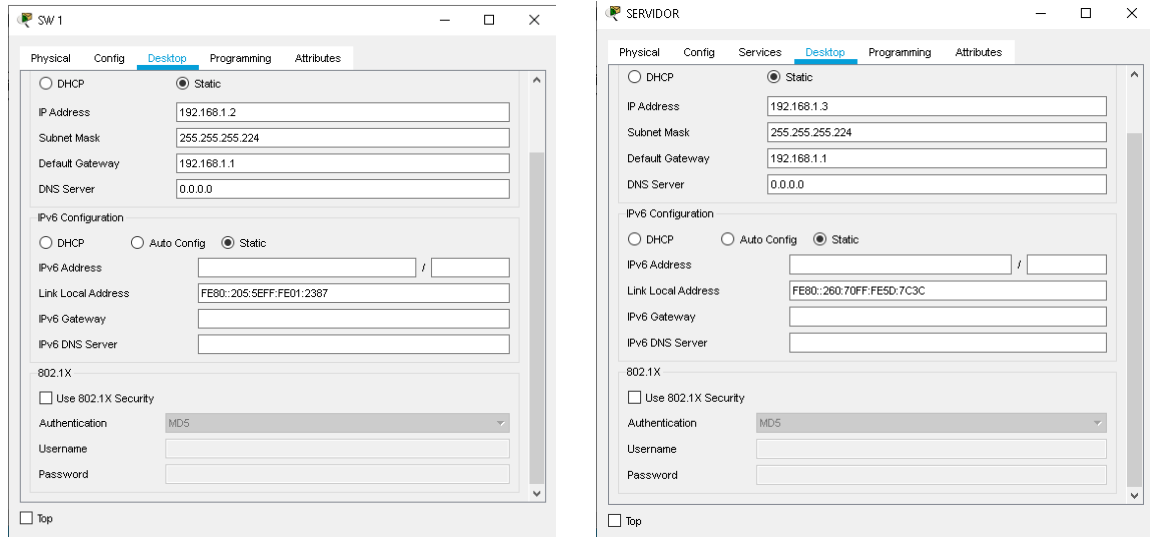 SW 1
Physical Config Desktop Programming Attributes
DHCP Static
IP Address 192.168.1.2
Subnet Mask 255.255.255.224
Default Gateway 192.168.1.1
DNS Server 0.0.0.0
IPv6 Configuration
DHCP Auto Config Static
IPv6 Address /
Link Local Address FE80::205:5EFF:FE01:2387
IPv6 Gateway
IPv6 DNS Server
802.1X
Use 802.1X Security
Authentication MD5
Username
Password
Top
SERVIDOR
Physical Config Services Desktop Programming Attributes
DHCP Static
IP Address 192.168.1.3
Subnet Mask 255.255.255.224
Default Gateway 192.168.1.1
DNS Server 0.0.0.0
IPv6 Configuration
DHCP Auto Config Static
IPv6 Address /
Link Local Address FE80::260:70FF:FE5D:7C3C
IPv6 Gateway
IPv6 DNS Server
802.1X
Use 802.1X Security
Authentication MD5
Username
Password
Top